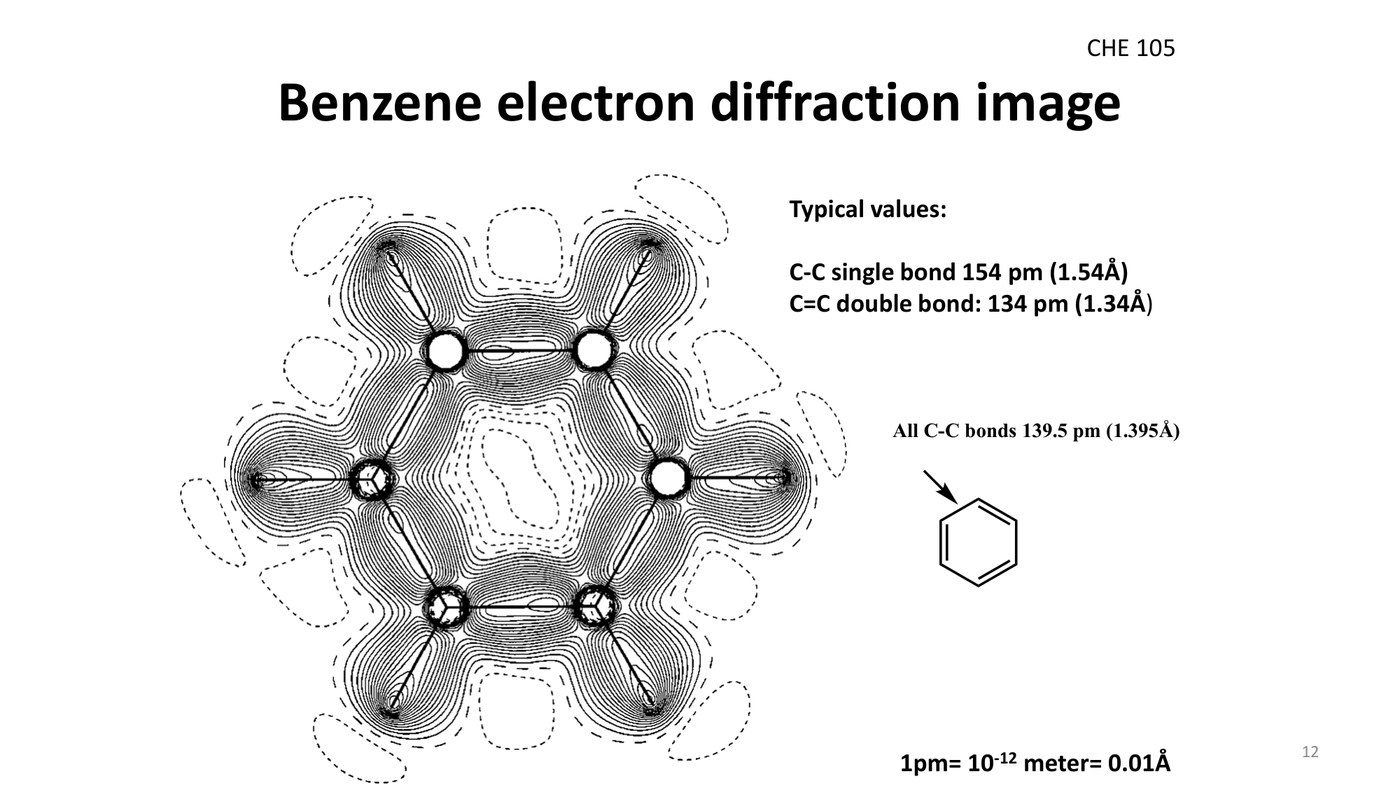 CHE 105
Benzene electron diffraction image
Typical values:
C-C single bond 154 pm (1.54Å)
C=C double bond: 134 pm (1.34Å)
All C-C bonds 139.5 pm (1.395Å)
1pm= 10⁻¹² meter= 0.01Å
12